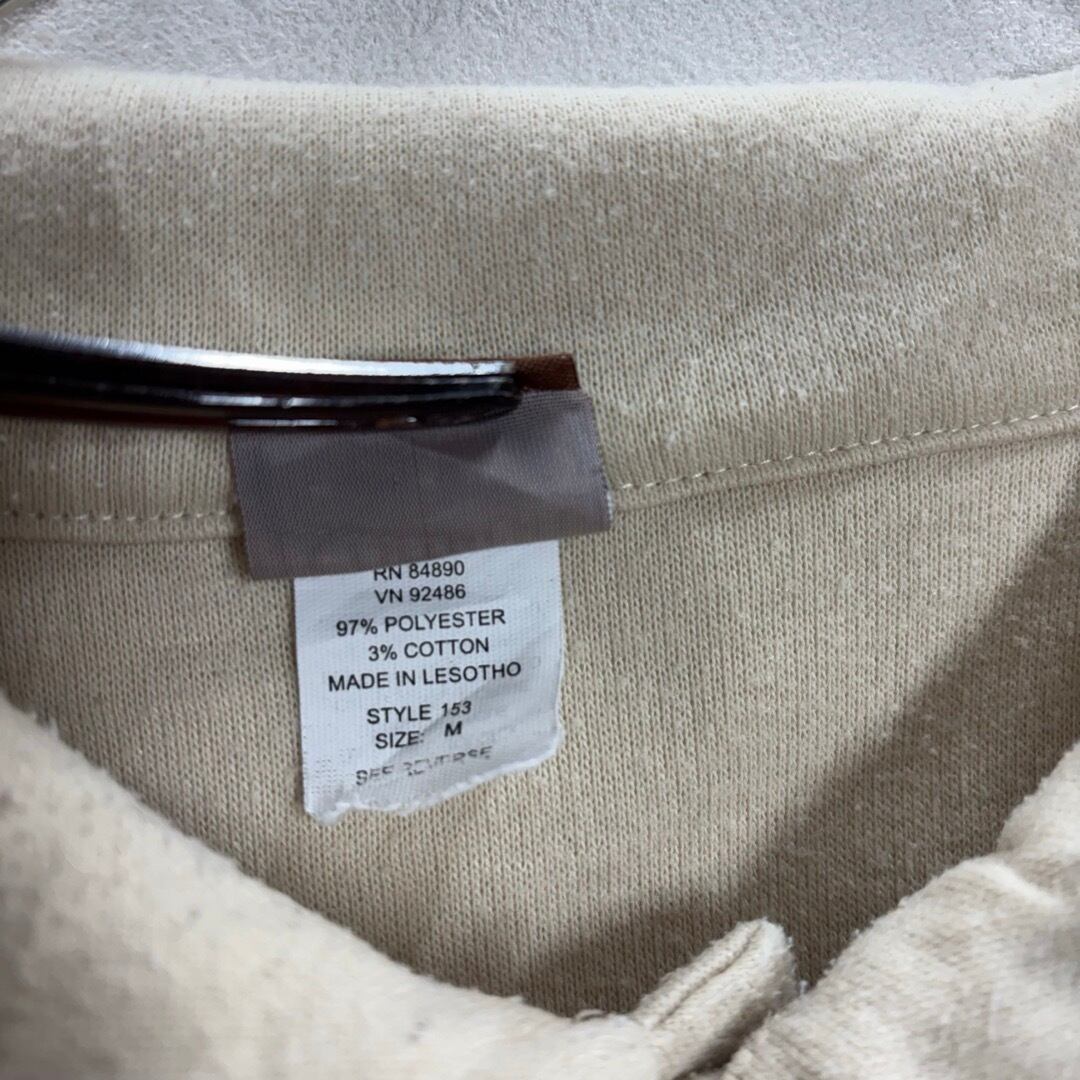 RN 84890
VN 92486
97% POLYESTER
3% COTTON
MADE IN LESOTHO
STYLE 153
SIZE: M
SEE REVERSE